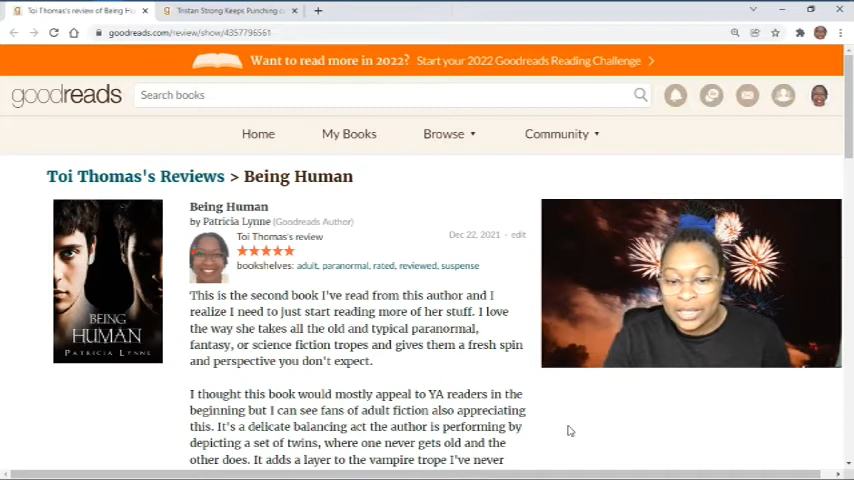 Toi Thomas's review of Being Hu
Tristan Strong Keeps Punching
goodreads.com/review/show/4357796561
Want to read more in 2022? Start your 2022 Goodreads Reading Challenge
goodreads
Search books
Home
My Books
Browse
Community
Toi Thomas's Reviews > Being Human
Being Human
by Patricia Lynne (Goodreads Author)
Toi Thomas's review
Dec 22, 2021 · edit
bookshelves: adult, paranormal, rated, reviewed, suspense
This is the second book I've read from this author and I
realize I need to just start reading more of her stuff. I love
the way she takes all the old and typical paranormal,
fantasy, or science fiction tropes and gives them a fresh spin
and perspective you don't expect.
I thought this book would mostly appeal to YA readers in the
beginning but I can see fans of adult fiction also appreciating
this. It's a delicate balancing act the author is performing by
depicting a set of twins, where one never gets old and the
other does. It adds a layer to the vampire trope I've never
BEING
HUMAN
PATRICIA LYNNE